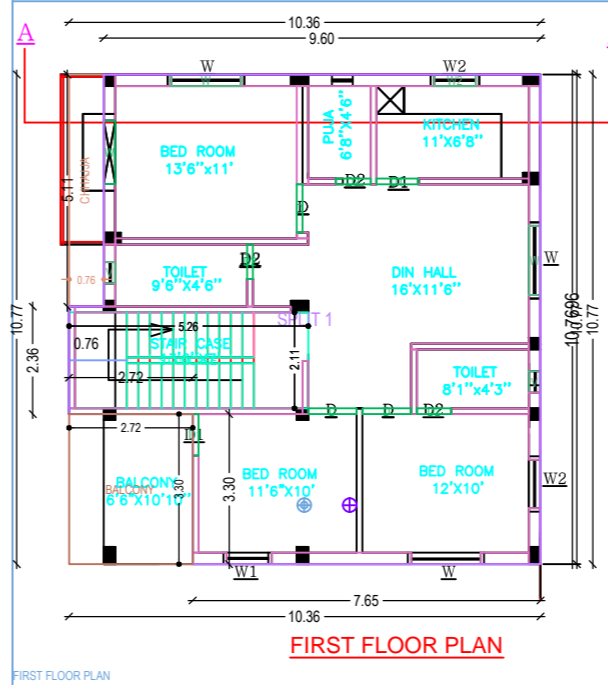 10.36
A
9.60
W
W2
PUJA
6'8"X4'6"
KITCHEN
11'X6'8"
BED ROOM
13'6"x11'
CHHAJJA
5.11
D2
D1
D
D2
TOILET
9'6"X4'6"
0.76
DIN HALL
16'X11'6"
W
10.77
10.7696
10.77
SPLIT 1
5.26
STAIR CASE
0.76
2.36
2.11
2.72
TOILET
8'1"x4'3"
D
D
D2
2.72
D1
BED ROOM
11'6"X10'
BED ROOM
12'X10'
BALCONY
BALCONY
6'6"X10'10"
3.30
3.30
W2
W1
W
7.65
10.36
FIRST FLOOR PLAN
FIRST FLOOR PLAN